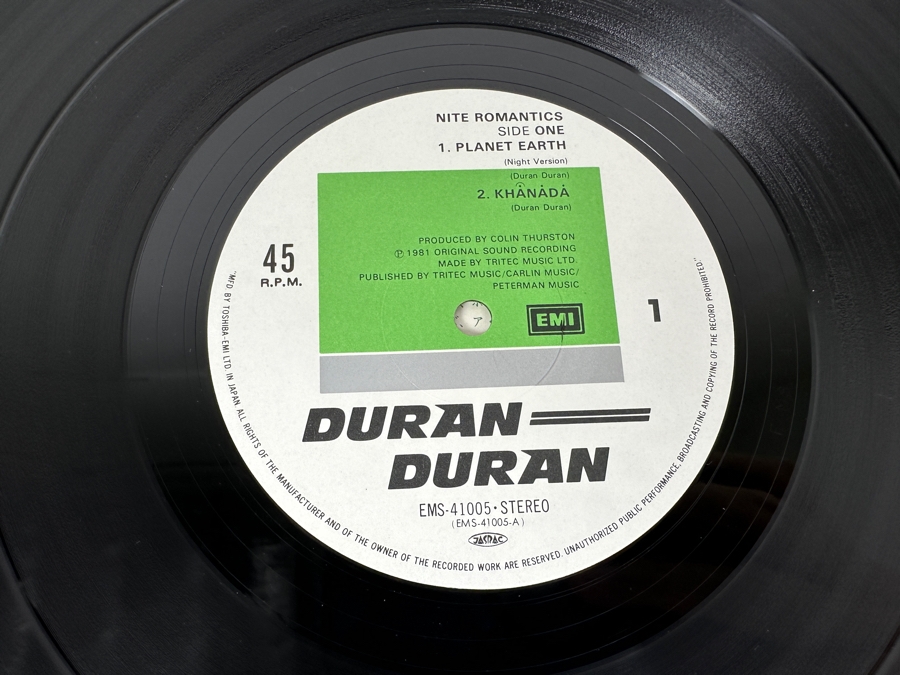 NITE ROMANTICS
SIDE ONE
1. PLANET EARTH
(Night Version)
(Duran Duran)
2. KHȦNȦDȦ
(Duran Duran)
PRODUCED BY COLIN THURSTON
℗ 1981 ORIGINAL SOUND RECORDING
MADE BY TRITEC MUSIC LTD.
PUBLISHED BY TRITEC MUSIC/CARLIN MUSIC/
PETERMAN MUSIC
45
R.P.M.
EMI
1
DURAN
DURAN
EMS-41005・STEREO
(EMS-41005-A)
JASRAC
"MFD. BY TOSHIBA-EMI LTD. IN JAPAN. ALL RIGHTS OF THE MANUFACTURER AND OF THE OWNER OF THE RECORDED WORK ARE RESERVED. UNAUTHORIZED PUBLIC PERFORMANCE, BROADCASTING AND COPYING OF THE RECORD PROHIBITED."